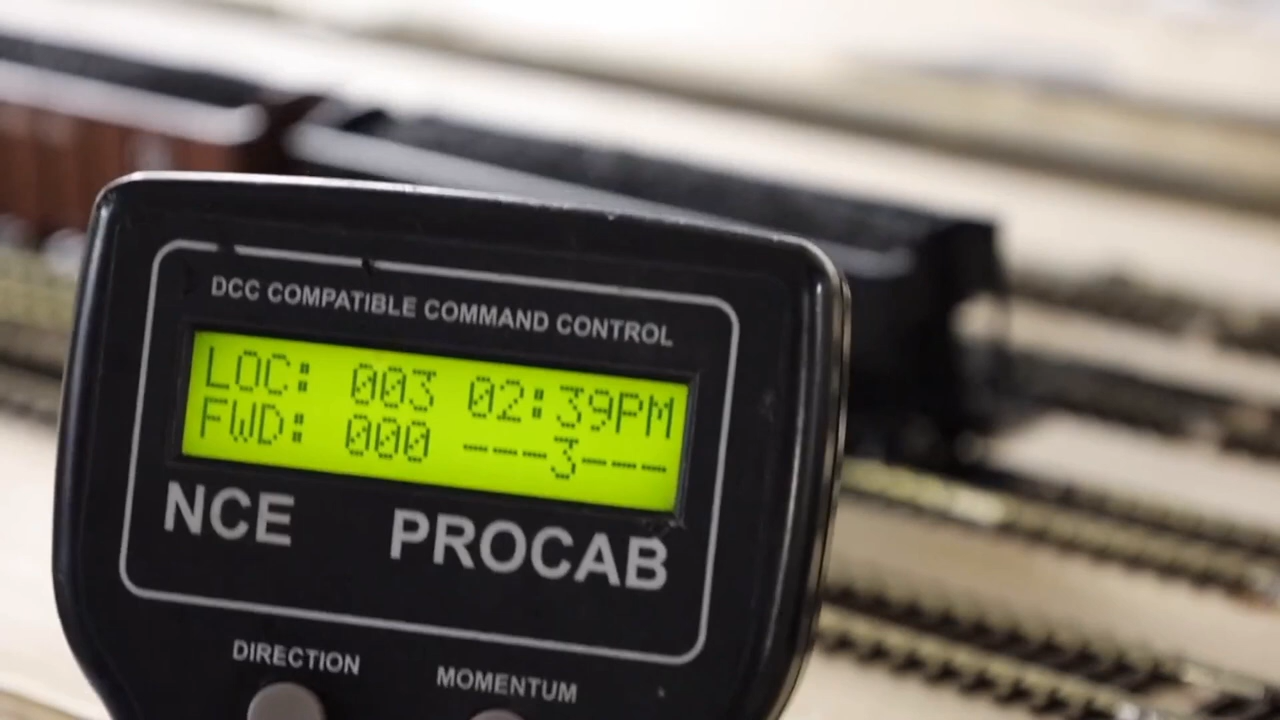 DCC COMPATIBLE COMMAND CONTROL
LOC: 003 02:39PM
FWD: 000 ----3----
NCE PROCAB
DIRECTION MOMENTUM